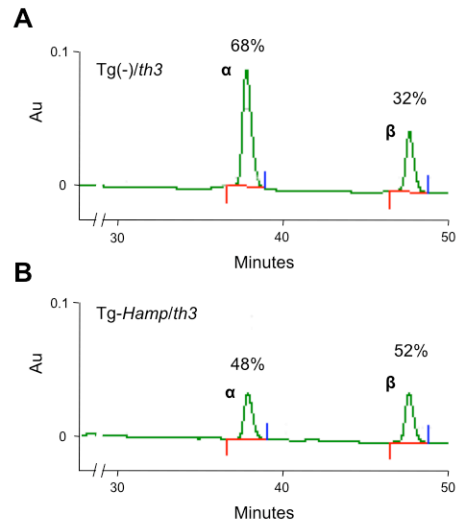 A
68%
0.1
α
Tg(-)/th3
32%
β
Au
0
30
40
50
Minutes
B
0.1
Tg-Hamp/th3
48%
52%
α
β
Au
0
30
40
50
Minutes